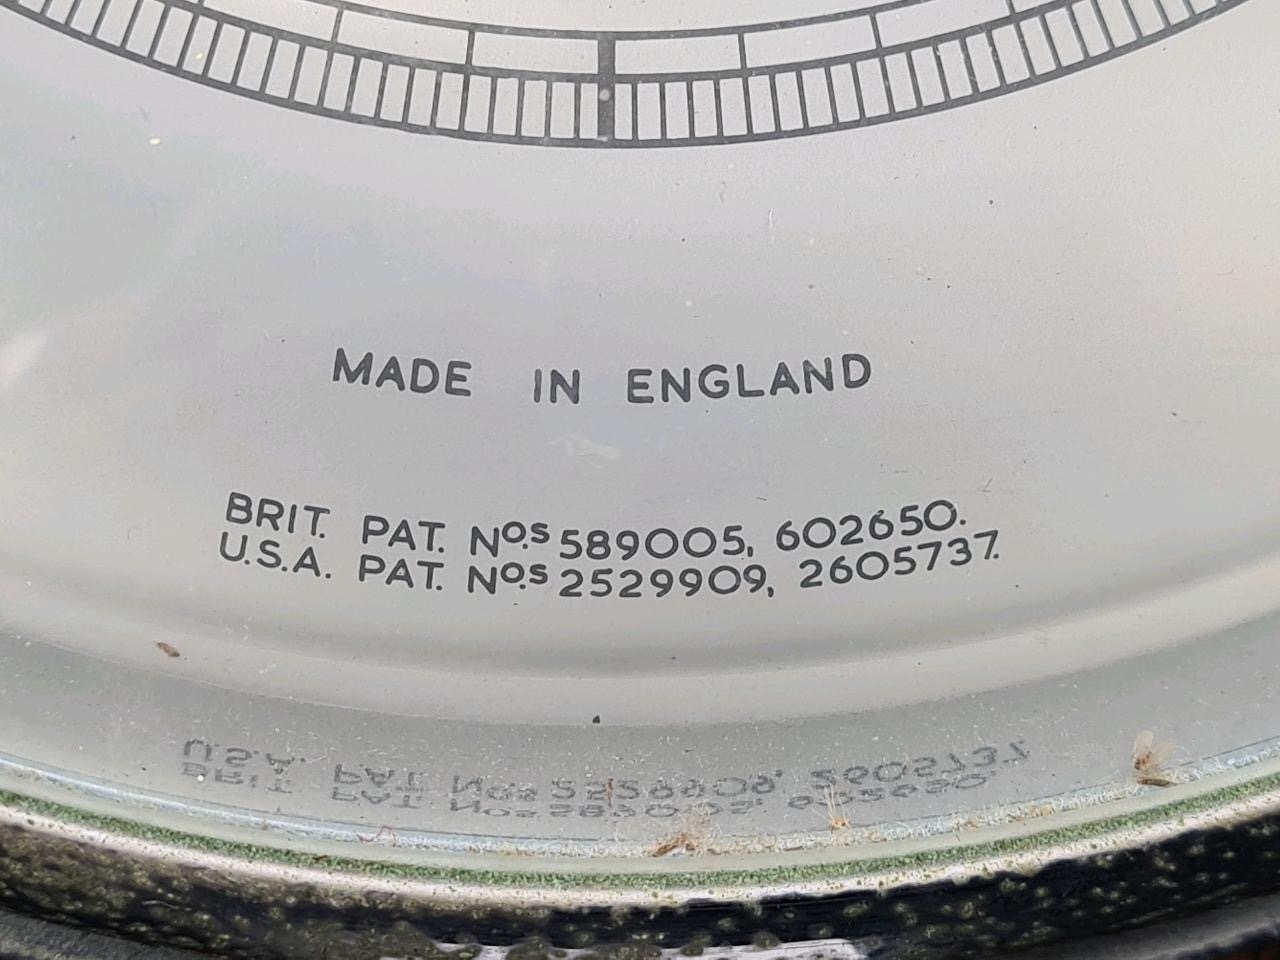 MADE IN ENGLAND
BRIT. PAT. Nos 589005, 602650.
U.S.A. PAT. Nos 2529909, 2605737.